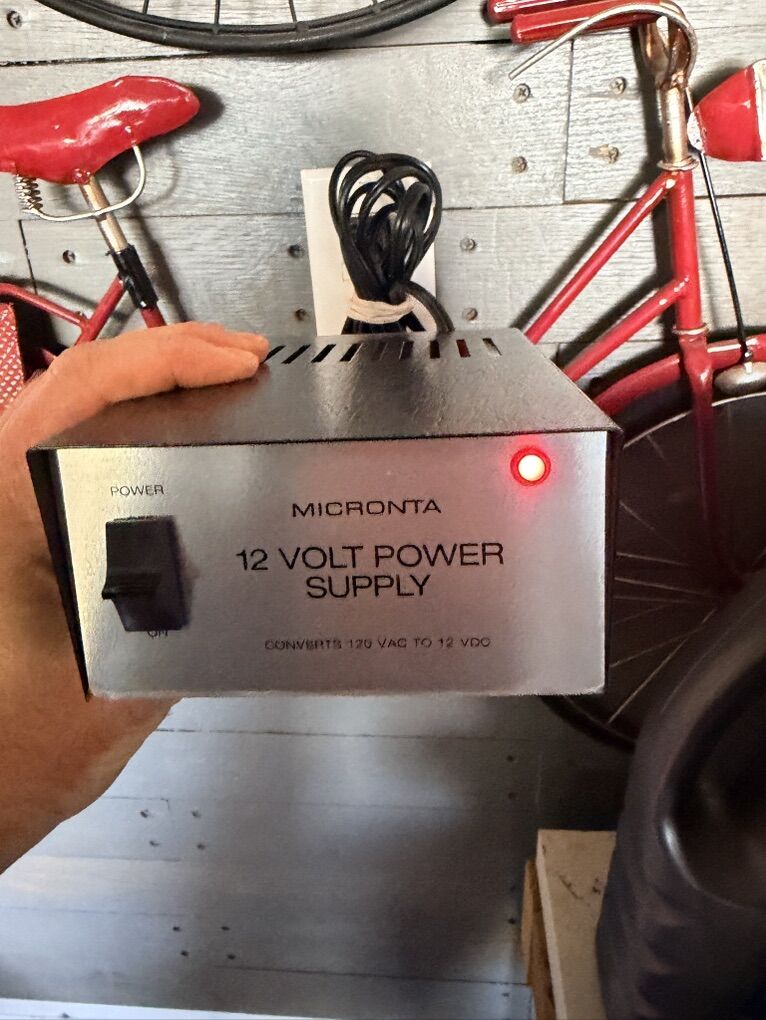 POWER
MICRONTA
12 VOLT POWER
SUPPLY
ON
CONVERTS 120 VAC TO 12 VDC